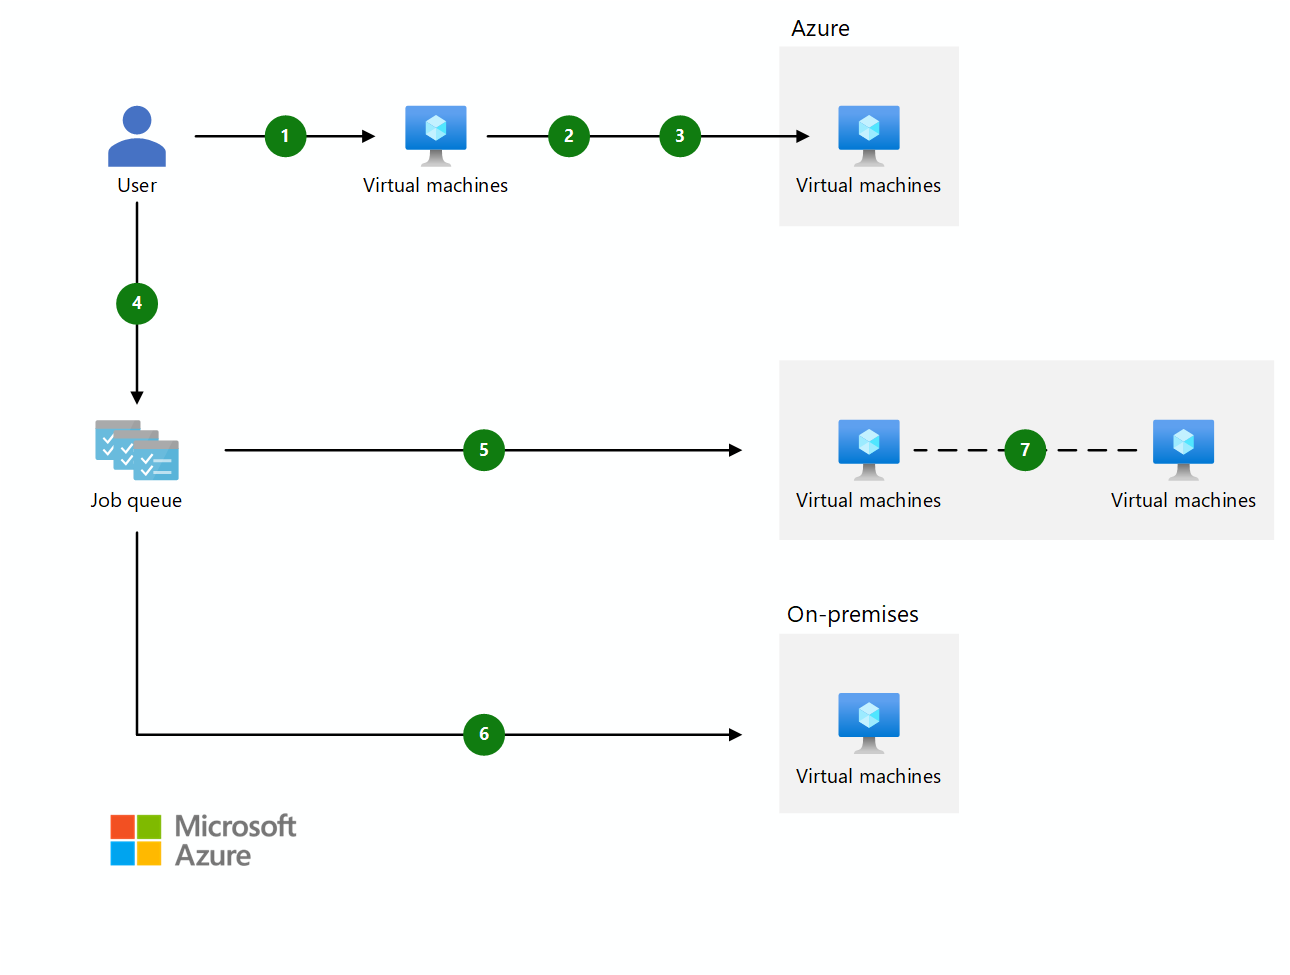 Azure
1
2
3
User
Virtual machines
Virtual machines
4
5
7
Job queue
Virtual machines
Virtual machines
On-premises
6
Virtual machines
Microsoft
Azure